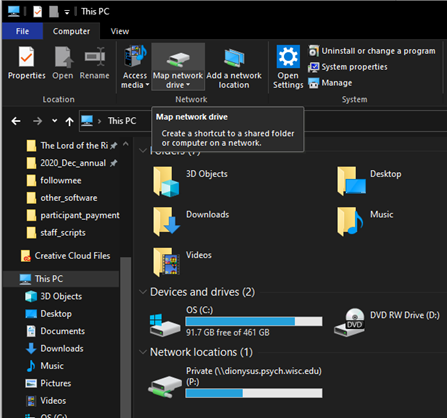 This PC
File
Computer
View
Properties
Open
Rename
Access
media
Map network
drive
Add a network
location
Open
Settings
Uninstall or change a program
System properties
Manage
Location
Network
System
This PC
Map network drive
Create a shortcut to a shared folder
or computer on a network.
The Lord of the Ri
2020_Dec_annual
followmee
other_software
participant_payment
staff_scripts
Creative Cloud Files
This PC
3D Objects
Desktop
Documents
Downloads
Music
Pictures
Videos
OS (C:)
Folders (7)
3D Objects
Desktop
Downloads
Music
Videos
Devices and drives (2)
OS (C:)
91.7 GB free of 461 GB
DVD
DVD RW Drive (D:)
Network locations (1)
Private (\\dionysus.psych.wisc.edu)
(P:)